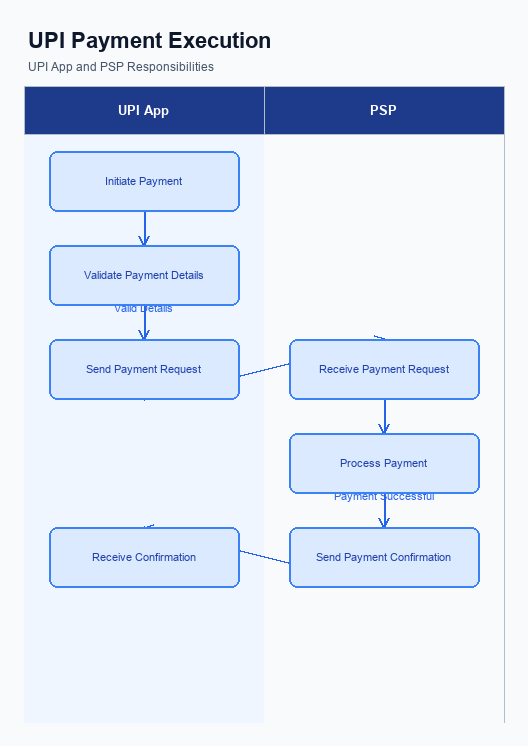 UPI Payment Execution
UPI App and PSP Responsibilities
UPI App
PSP
Initiate Payment
Validate Payment Details
Valid Details
Send Payment Request
Receive Payment Request
Process Payment
Payment Successful
Receive Confirmation
Send Payment Confirmation